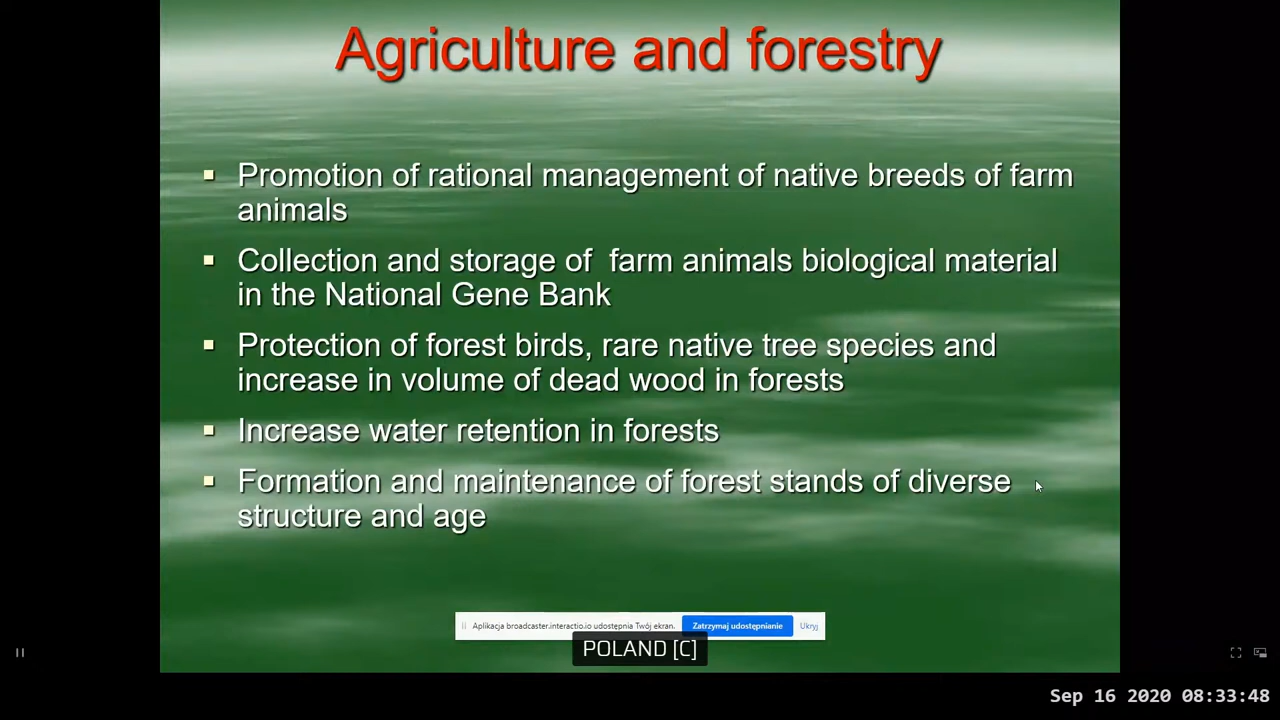 Agriculture and forestry
Promotion of rational management of native breeds of farm
animals
Collection and storage of farm animals biological material
in the National Gene Bank
Protection of forest birds, rare native tree species and
increase in volume of dead wood in forests
Increase water retention in forests
Formation and maintenance of forest stands of diverse
structure and age
Aplikacja broadcaster.interactio.io udostępnia Twój ekran. Zatrzymaj udostępnianie Ukryj
POLAND [C]
Sep 16 2020 08:33:48